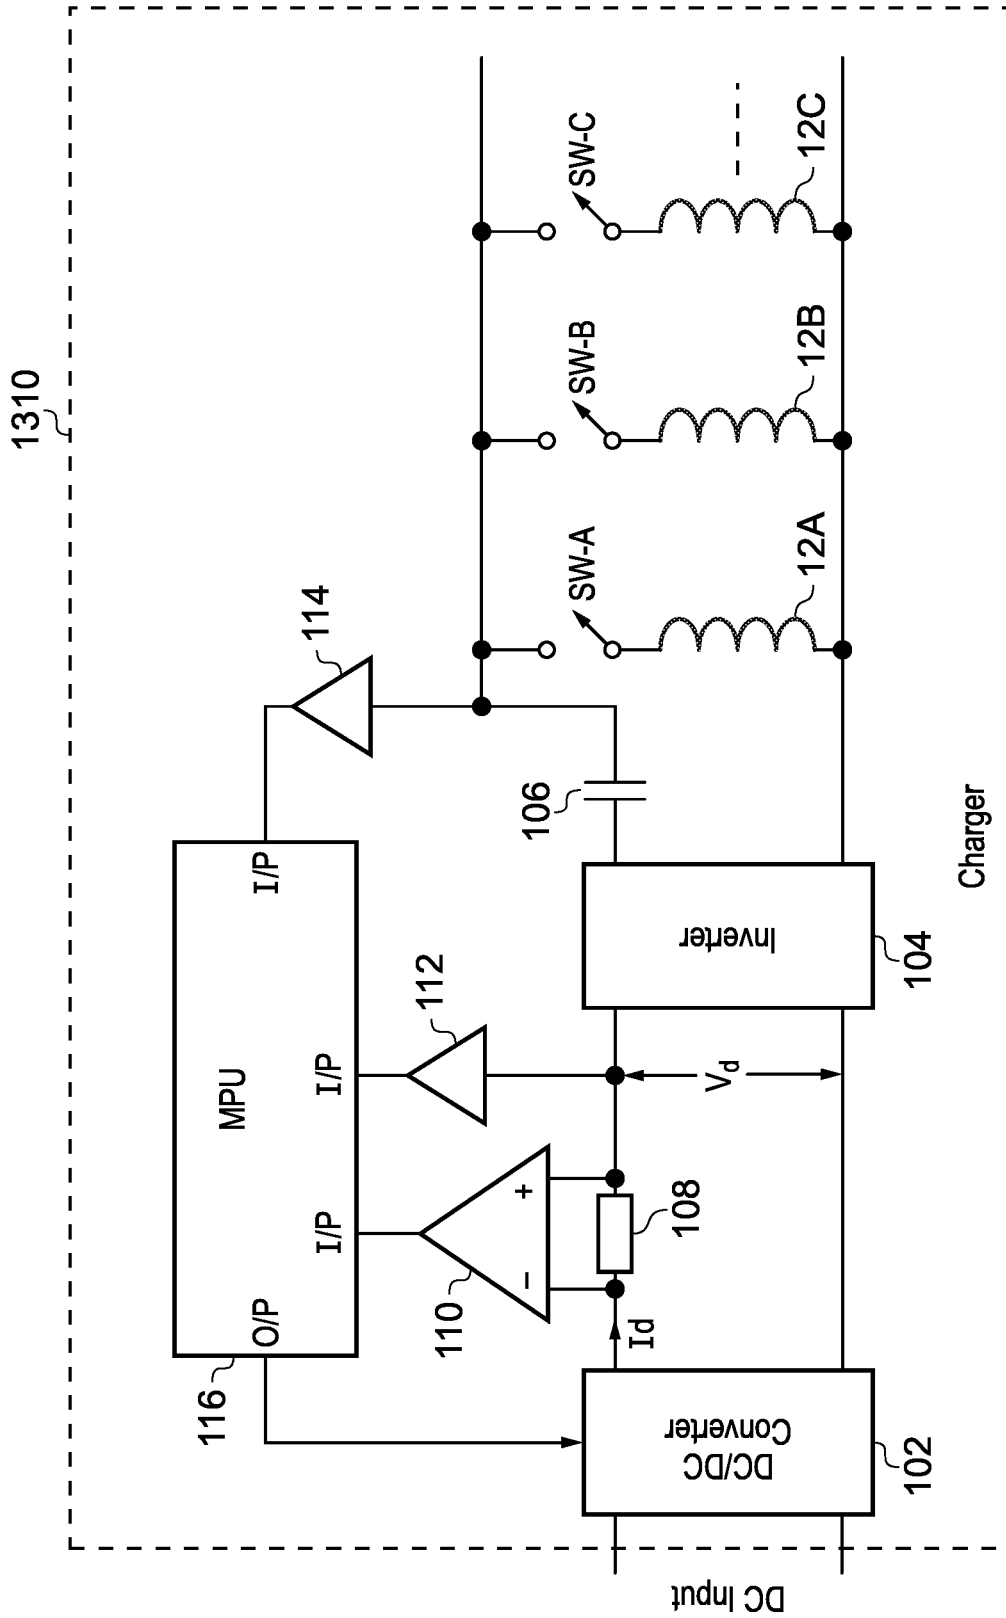 1310
116
O/P
MPU
I/P
I/P
I/P
114
110
112
SW-A
SW-B
SW-C
−
+
106
Id
108
Vd
12A
12B
12C
DC Input
DC/DC
Converter
102
Inverter
104
Charger